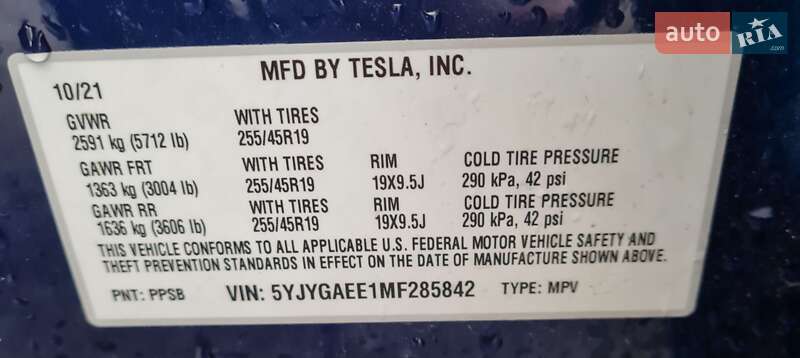 auto RIA.com
MFD BY TESLA, INC.
10/21
GVWR WITH TIRES
2591 kg (5712 lb) 255/45R19
GAWR FRT WITH TIRES RIM COLD TIRE PRESSURE
1363 kg (3004 lb) 255/45R19 19X9.5J 290 kPa, 42 psi
GAWR RR WITH TIRES RIM COLD TIRE PRESSURE
1636 kg (3606 lb) 255/45R19 19X9.5J 290 kPa, 42 psi
THIS VEHICLE CONFORMS TO ALL APPLICABLE U.S. FEDERAL MOTOR VEHICLE SAFETY AND
THEFT PREVENTION STANDARDS IN EFFECT ON THE DATE OF MANUFACTURE SHOWN ABOVE.
PNT: PPSB VIN: 5YJYGAEE1MF285842 TYPE: MPV